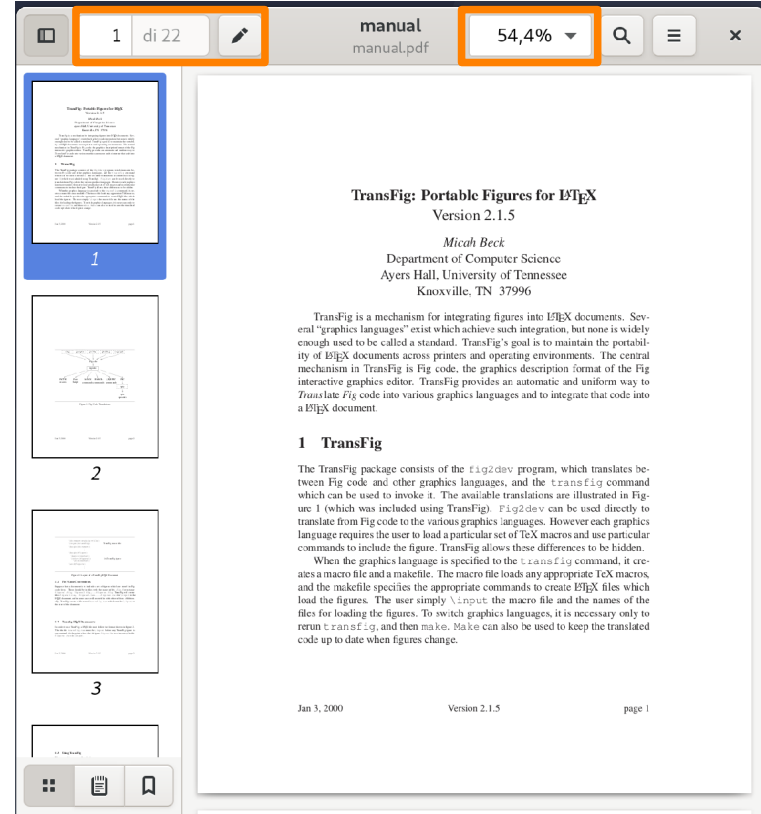 1 di 22
manual
manual.pdf
54,4%
1
2
3
TransFig: Portable Figures for LATEX
Version 2.1.5
Micah Beck
Department of Computer Science
Ayers Hall, University of Tennessee
Knoxville, TN 37996
TransFig is a mechanism for integrating figures into LATEX documents. Sev-
eral “graphics languages” exist which achieve such integration, but none is widely
enough used to be called a standard. TransFig's goal is to maintain the portabil-
ity of LATEX documents across printers and operating environments. The central
mechanism in TransFig is Fig code, the graphics description format of the Fig
interactive graphics editor. TransFig provides an automatic and uniform way to
Translate Fig code into various graphics languages and to integrate that code into
a LATEX document.
1 TransFig
The TransFig package consists of the fig2dev program, which translates be-
tween Fig code and other graphics languages, and the transfig command
which can be used to invoke it. The available translations are illustrated in Fig-
ure 1 (which was included using TransFig). Fig2dev can be used directly to
translate from Fig code to the various graphics languages. However each graphics
language requires the user to load a particular set of TeX macros and use particular
commands to include the figure. TransFig allows these differences to be hidden.
When the graphics language is specified to the transfig command, it cre-
ates a macro file and a makefile. The macro file loads any appropriate TeX macros,
and the makefile specifies the appropriate commands to create LATEX files which
load the figures. The user simply \input the macro file and the names of the
files for loading the figures. To switch graphics languages, it is necessary only to
rerun transfig, and then make. Make can also be used to keep the translated
code up to date when figures change.
Jan 3, 2000 Version 2.1.5 page 1